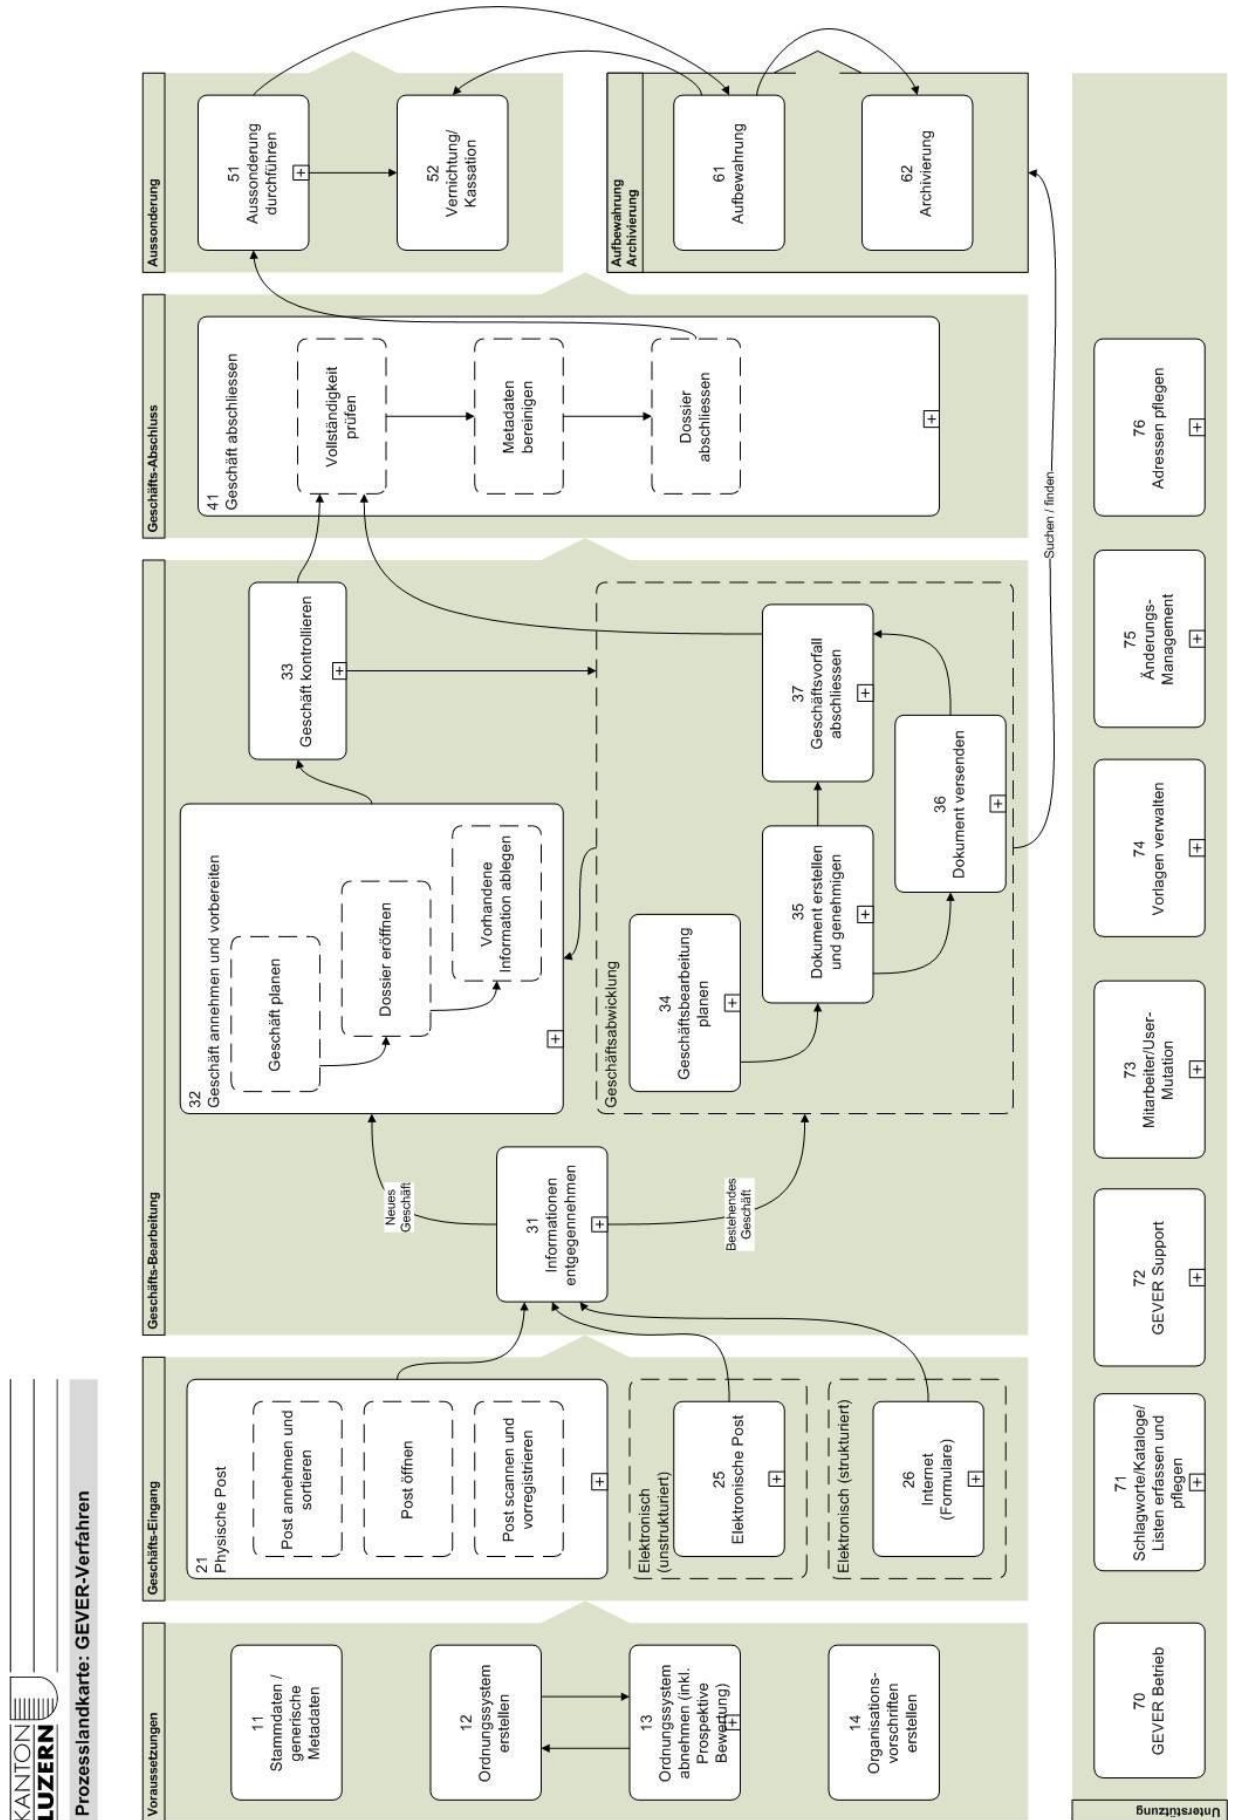 KANTON
LUZERN
Prozesslandkarte: GEVER-Verfahren
Voraussetzungen
11
Stammdaten /
generische
Metadaten
12
Ordnungssystem
erstellen
13
Ordnungssystem
abnehmen (inkl.
Prospektive
Bewertung)
14
Organisations-
vorschriften
erstellen
Geschäfts-Eingang
21
Physische Post
Post annehmen und
sortieren
Post öffnen
Post scannen und
vorregistrieren
Elektronisch
(unstrukturiert)
25
Elektronische Post
Elektronisch (strukturiert)
26
Internet
(Formulare)
Geschäfts-Bearbeitung
31
Informationen
entgegennehmen
Neues
Geschäft
Bestehendes
Geschäft
32
Geschäft annehmen und vorbereiten
Geschäft planen
Dossier eröffnen
Vorhandene
Information ablegen
33
Geschäft kontrollieren
Geschäftsabwicklung
34
Geschäftsbearbeitung
planen
35
Dokument erstellen
und genehmigen
36
Dokument versenden
37
Geschäftsvorfall
abschliessen
Geschäfts-Abschluss
41
Geschäft abschliessen
Vollständigkeit
prüfen
Metadaten
bereinigen
Dossier
abschliessen
Aussonderung
51
Aussonderung
durchführen
52
Vernichtung/
Kassation
Aufbewahrung
Archivierung
61
Aufbewahrung
62
Archivierung
Suchen / finden
Unterstützung
70
GEVER Betrieb
71
Schlagworte/Kataloge/
Listen erfassen und
pflegen
72
GEVER Support
73
Mitarbeiter/User-
Mutation
74
Vorlagen verwalten
75
Änderungs-
Management
76
Adressen pflegen